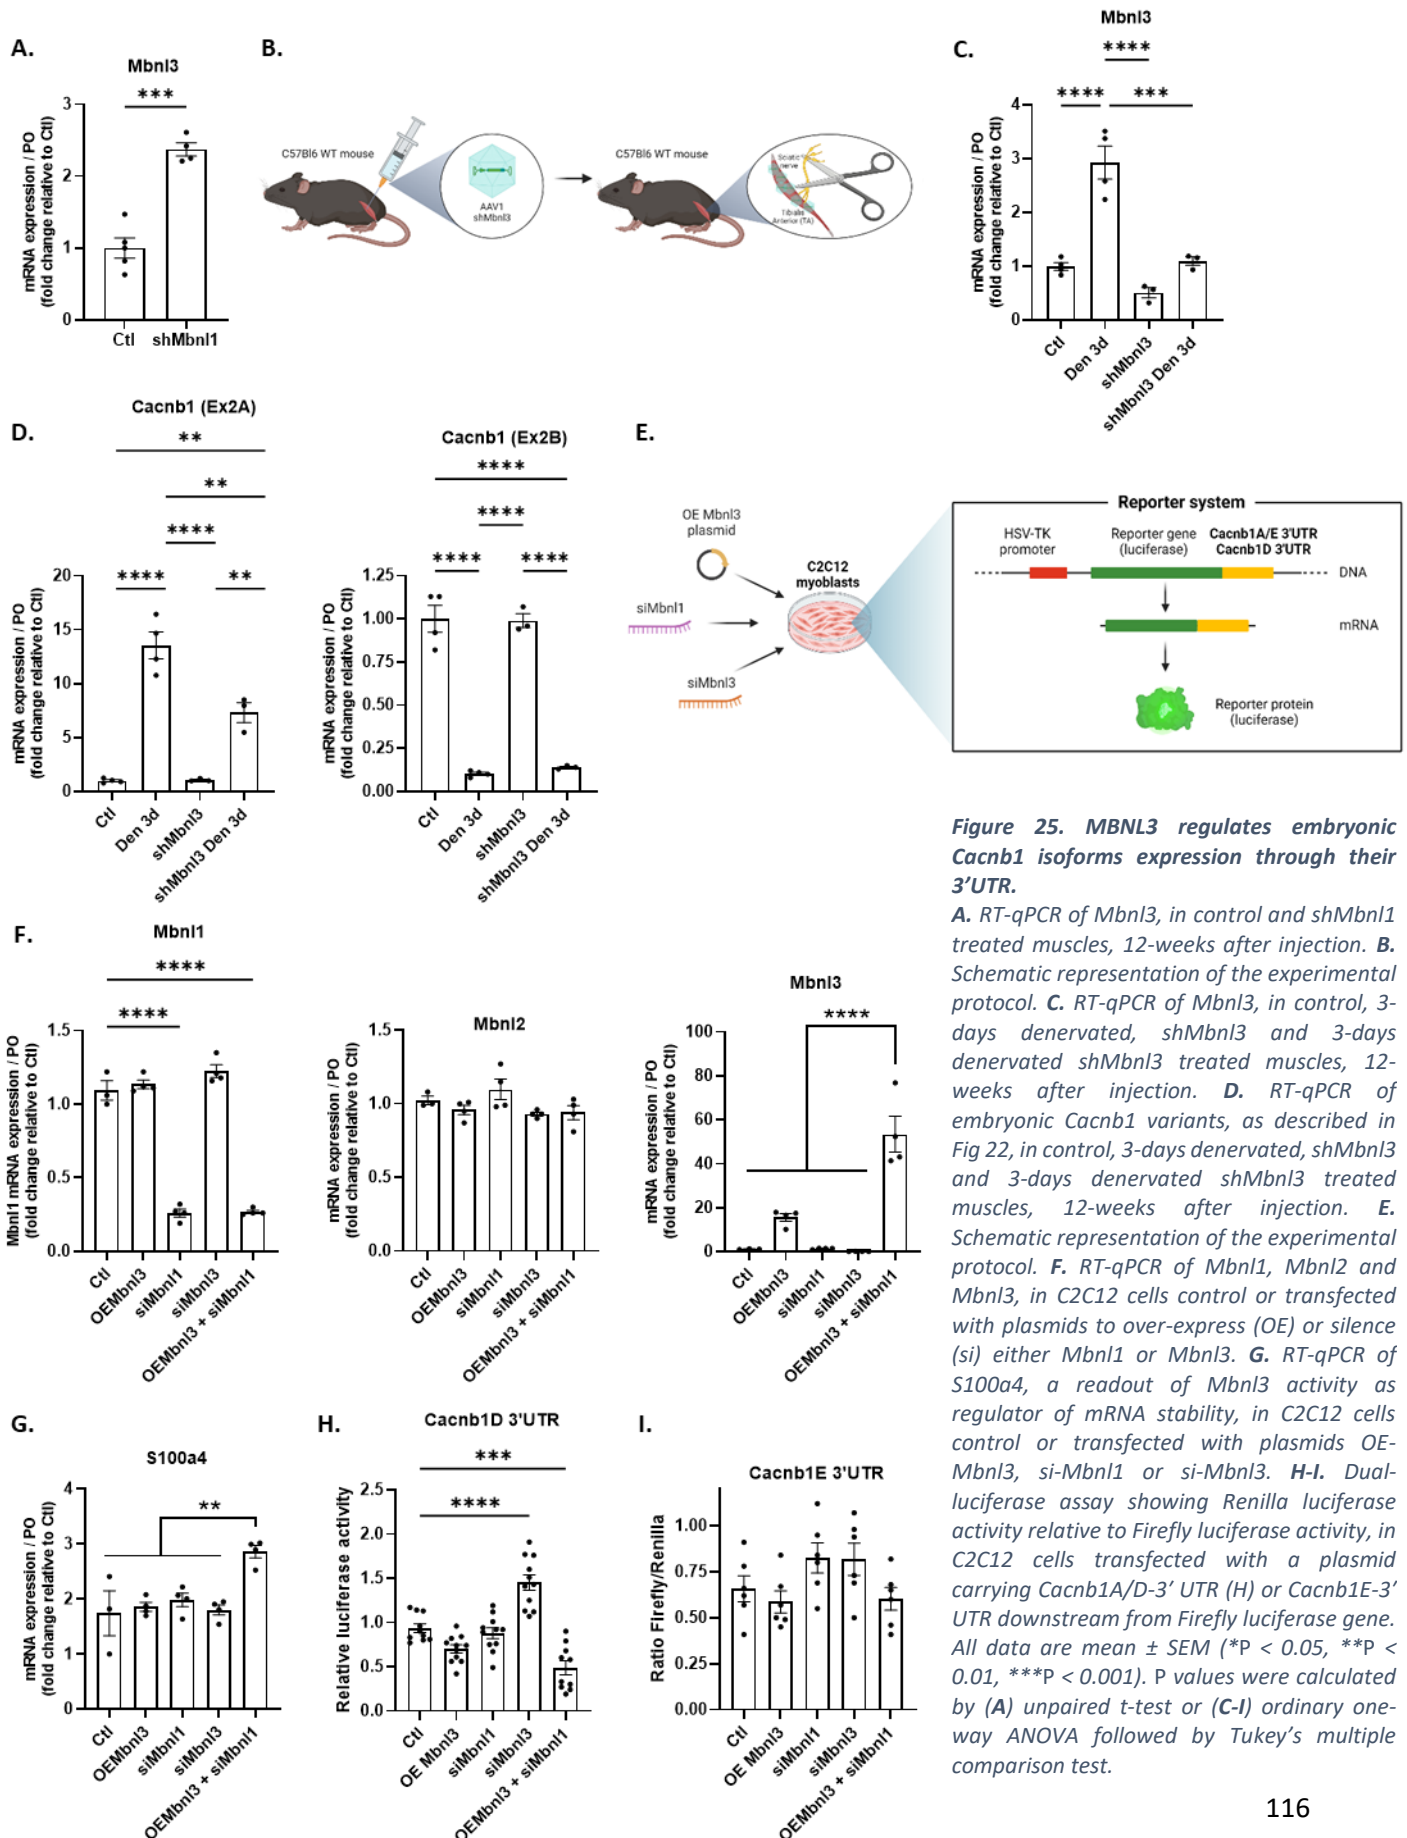 A.
Mbnl3
***
mRNA expression / PO
(fold change relative to Ctl)
3
2
1
0
Ctl
shMbnl1
B.
C57Bl6 WT mouse
AAV1
shMbnl3
C57Bl6 WT mouse
Sciatic
nerve
Tibialis
Anterior (TA)
C.
Mbnl3
****
****
***
mRNA expression / PO
(fold change relative to Ctl)
4
3
2
1
0
Ctl
Den 3d
shMbnl3
shMbnl3 Den 3d
D.
Cacnb1 (Ex2A)
**
**
****
****
**
mRNA expression / PO
(fold change relative to Ctl)
20
15
10
5
0
Ctl
Den 3d
shMbnl3
shMbnl3 Den 3d
Cacnb1 (Ex2B)
****
****
****
****
mRNA expression / PO
(fold change relative to Ctl)
1.25
1.00
0.75
0.50
0.25
0.00
Ctl
Den 3d
shMbnl3
shMbnl3 Den 3d
E.
OE Mbnl3
plasmid
siMbnl1
siMbnl3
C2C12
myoblasts
Reporter system
HSV-TK
promoter
Reporter gene
(luciferase)
Cacnb1A/E 3'UTR
Cacnb1D 3'UTR
DNA
mRNA
Reporter protein
(luciferase)
F.
Mbnl1
****
****
Mbnl1 mRNA expression / PO
(fold change relative to Ctl)
1.5
1.0
0.5
0.0
Ctl
OEMbnl3
siMbnl1
siMbnl3
OEMbnl3 + siMbnl1
Mbnl2
mRNA expression / PO
(fold change relative to Ctl)
1.5
1.0
0.5
0.0
Ctl
OEMbnl3
siMbnl1
siMbnl3
OEMbnl3 + siMbnl1
Mbnl3
****
mRNA expression / PO
(fold change relative to Ctl)
100
80
60
40
20
0
Ctl
OEMbnl3
siMbnl1
siMbnl3
OEMbnl3 + siMbnl1
G.
S100a4
**
mRNA expression / PO
(fold change relative to Ctl)
4
3
2
1
0
Ctl
OEMbnl3
siMbnl1
siMbnl3
OEMbnl3 + siMbnl1
H.
Cacnb1D 3'UTR
***
****
Relative luciferase activity
2.5
2.0
1.5
1.0
0.5
0.0
Ctl
OE Mbnl3
siMbnl1
siMbnl3
OEMbnl3 + siMbnl1
I.
Cacnb1E 3'UTR
Ratio Firefly/Renilla
1.00
0.75
0.50
0.25
0.00
Ctl
OE Mbnl3
siMbnl1
siMbnl3
OEMbnl3 + siMbnl1
Figure 25. MBNL3 regulates embryonic
Cacnb1 isoforms expression through their
3'UTR.
A. RT-qPCR of Mbnl3, in control and shMbnl1
treated muscles, 12-weeks after injection. B.
Schematic representation of the experimental
protocol. C. RT-qPCR of Mbnl3, in control, 3-
days denervated, shMbnl3 and 3-days
denervated shMbnl3 treated muscles, 12-
weeks after injection. D. RT-qPCR of
embryonic Cacnb1 variants, as described in
Fig 22, in control, 3-days denervated, shMbnl3
and 3-days denervated shMbnl3 treated
muscles, 12-weeks after injection. E.
Schematic representation of the experimental
protocol. F. RT-qPCR of Mbnl1, Mbnl2 and
Mbnl3, in C2C12 cells control or transfected
with plasmids to over-express (OE) or silence
(si) either Mbnl1 or Mbnl3. G. RT-qPCR of
S100a4, a readout of Mbnl3 activity as
regulator of mRNA stability, in C2C12 cells
control or transfected with plasmids OE-
Mbnl3, si-Mbnl1 or si-Mbnl3. H-I. Dual-
luciferase assay showing Renilla luciferase
activity relative to Firefly luciferase activity, in
C2C12 cells transfected with a plasmid
carrying Cacnb1A/D-3' UTR (H) or Cacnb1E-3'
UTR downstream from Firefly luciferase gene.
All data are mean ± SEM (*P < 0.05, **P <
0.01, ***P < 0.001). P values were calculated
by (A) unpaired t-test or (C-I) ordinary one-
way ANOVA followed by Tukey's multiple
comparison test.
116